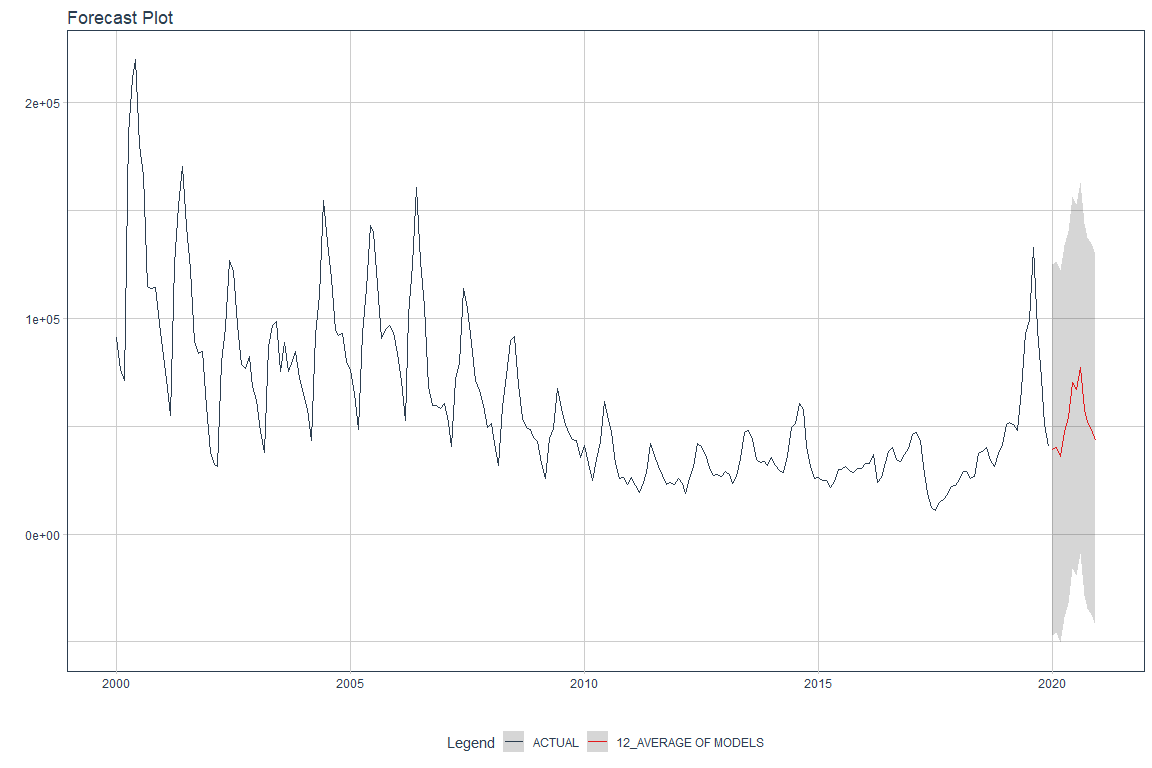 Forecast Plot
2e+05
1e+05
0e+00
2000 2005 2010 2015 2020
Legend ACTUAL 12_AVERAGE OF MODELS